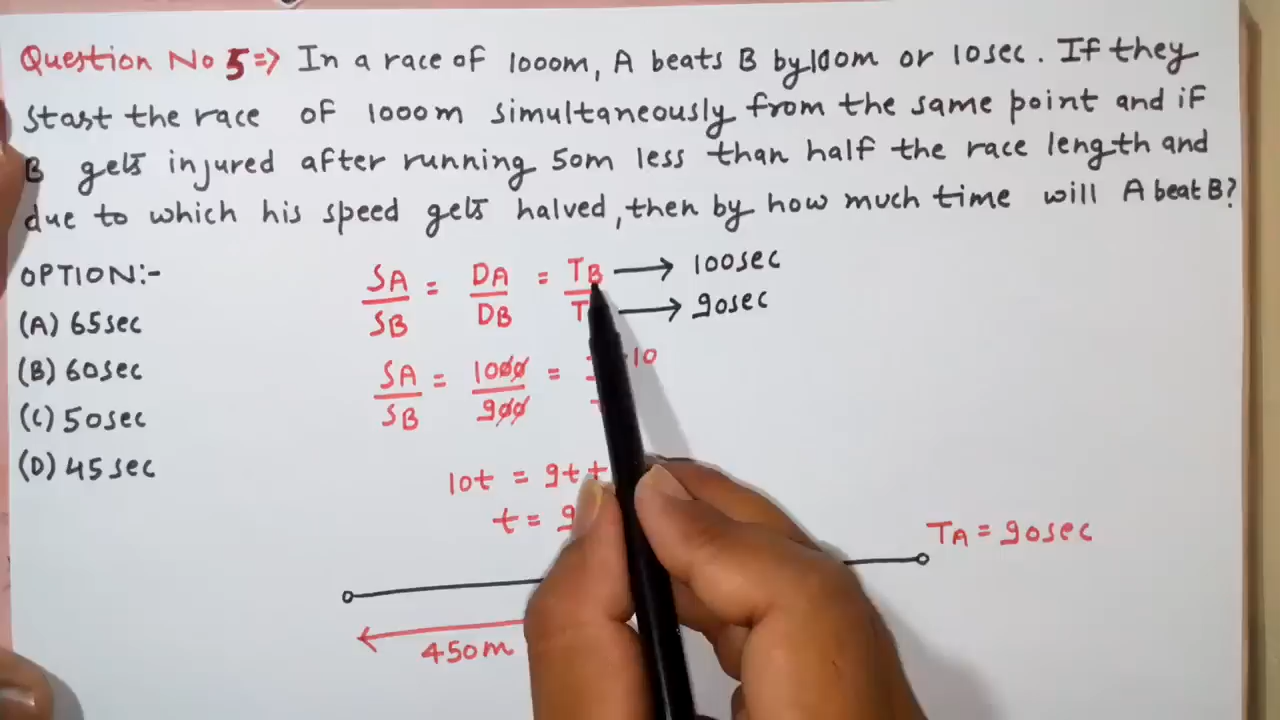 Question No 5=> In a race of 1000m, A beats B by 100m or 10sec. If they
start the race of 1000m simultaneously from the same point and if
B gets injured after running 50m less than half the race length and
due to which his speed gets halved, then by how much time will A beat B?
OPTION:-
(A) 65sec
(B) 60sec
(C) 50sec
(D) 45sec
SA/SB = DA/DB = TB/T → 100sec
→ 90sec
SA/SB = 1000/900 = 10
10t = 9t +
t = 9
TA = 90sec
450m